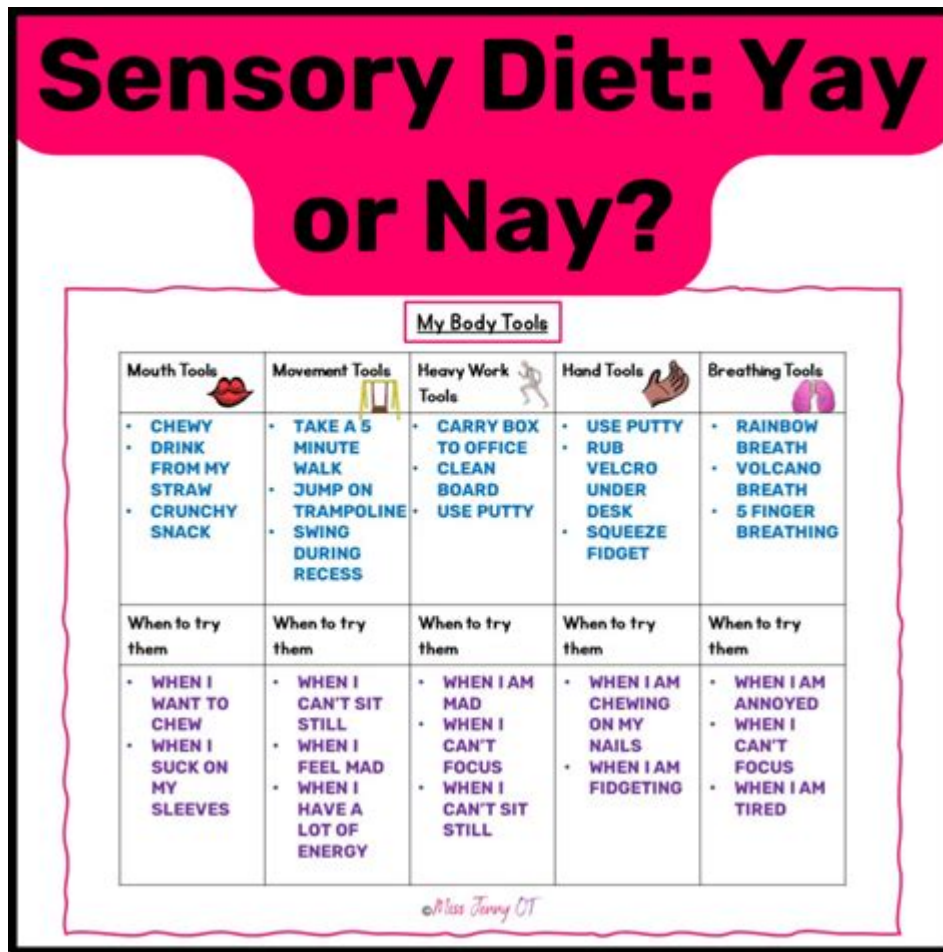 Sensory Diet: Yay
or Nay?
My Body Tools
Mouth Tools
Movement Tools
Heavy Work
Tools
Hand Tools
Breathing Tools
• CHEWY
• DRINK
FROM MY
STRAW
• CRUNCHY
SNACK
• TAKE A 5
MINUTE
WALK
• JUMP ON
TRAMPOLINE
• SWING
DURING
RECESS
• CARRY BOX
TO OFFICE
• CLEAN
BOARD
• USE PUTTY
• USE PUTTY
• RUB
VELCRO
UNDER
DESK
• SQUEEZE
FIDGET
• RAINBOW
BREATH
• VOLCANO
BREATH
• 5 FINGER
BREATHING
When to try
them
When to try
them
When to try
them
When to try
them
When to try
them
• WHEN I
WANT TO
CHEW
• WHEN I
SUCK ON
MY
SLEEVES
• WHEN I
CAN'T SIT
STILL
• WHEN I
FEEL MAD
• WHEN I
HAVE A
LOT OF
ENERGY
• WHEN I AM
MAD
• WHEN I
CAN'T
FOCUS
• WHEN I
CAN'T SIT
STILL
• WHEN I AM
CHEWING
ON MY
NAILS
• WHEN I AM
FIDGETING
• WHEN I AM
ANNOYED
• WHEN I
CAN'T
FOCUS
• WHEN I AM
TIRED
©Miss Jenny OT